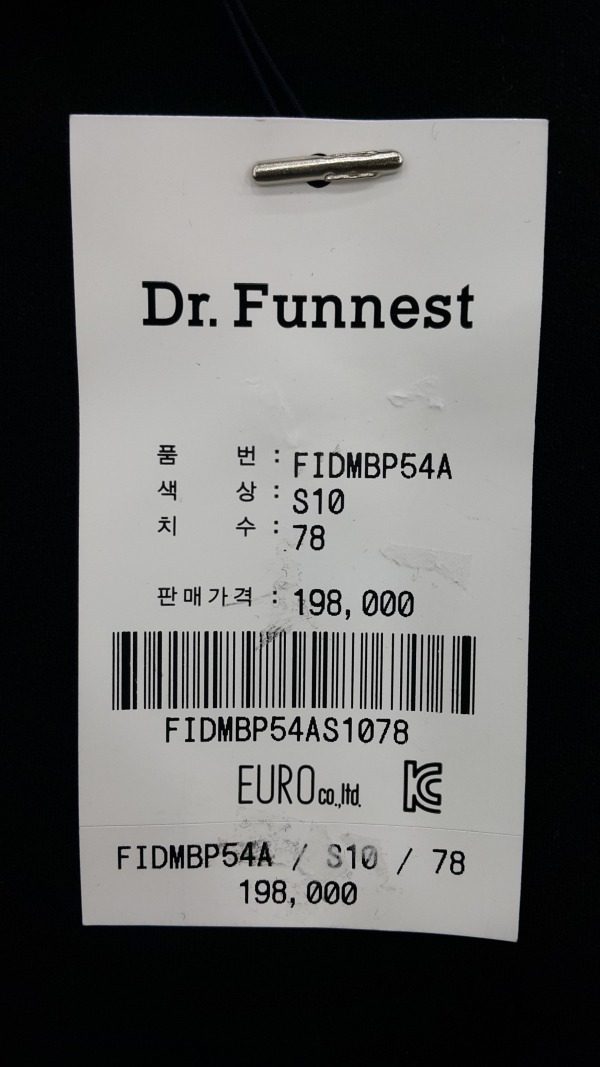 Dr. Funnest
품 번 : FIDMBP54A
색 상 : S10
치 수 : 78
판매가격 : 198,000
FIDMBP54AS1078
EURO co.,ltd.
FIDMBP54A / S10 / 78
198,000